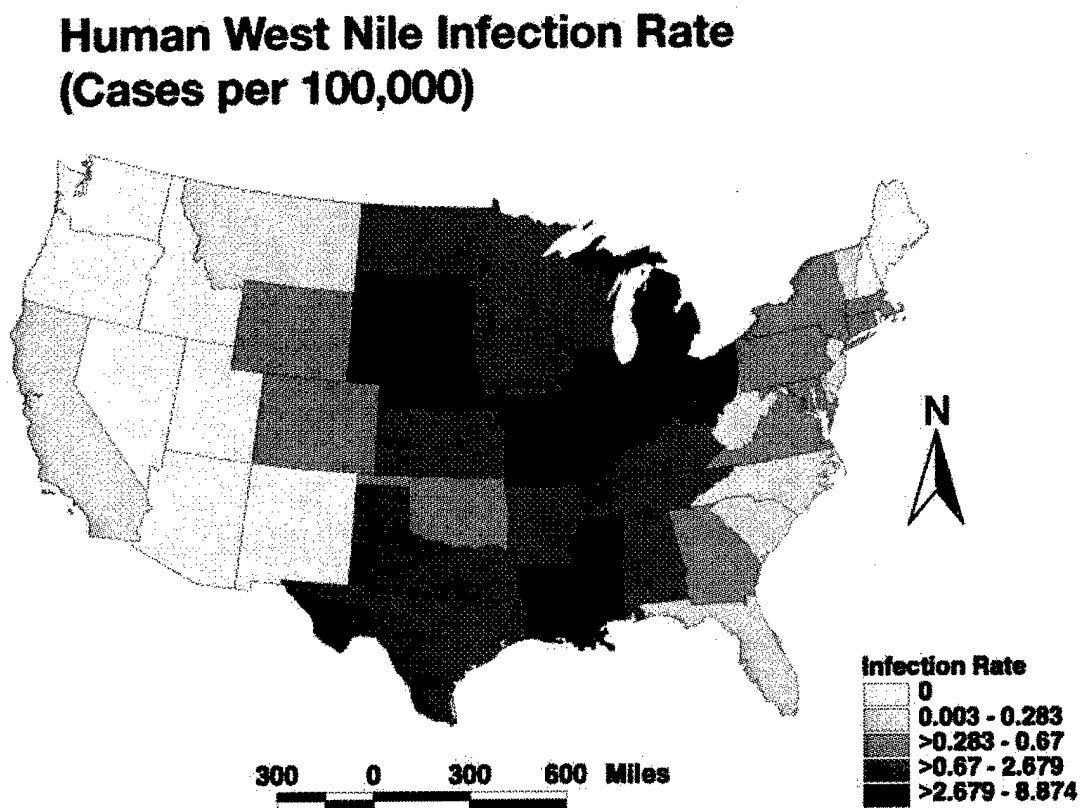 Human West Nile Infection Rate
(Cases per 100,000)
N
Infection Rate
0
0.003 - 0.283
>0.283 - 0.67
>0.67 - 2.679
>2.679 - 8.874
300 0 300 600 Miles